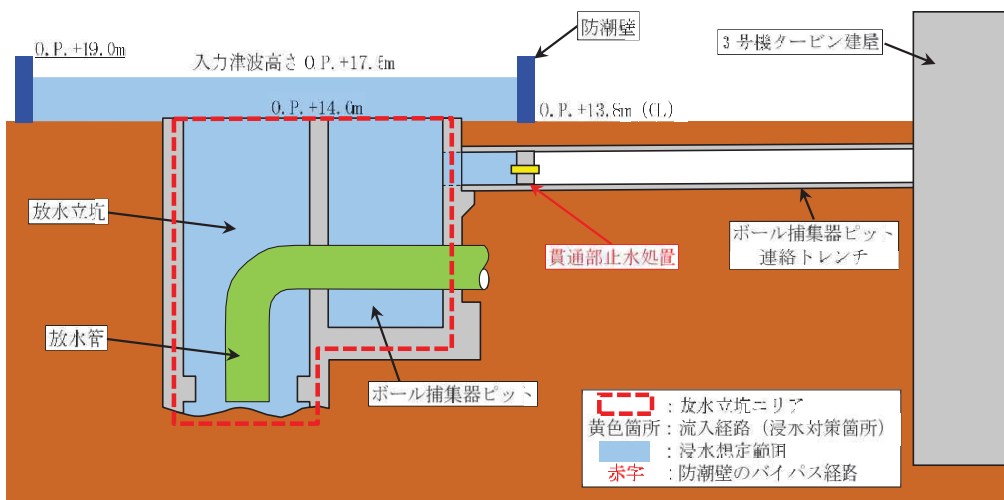 防潮壁
3号機タービン建屋
O.P.+19.0m
入力津波高さ O.P.+17.5m
O.P.+14.0m
O.P.+13.8m (CL)
放水立坑
貫通部止水処置
ボール捕集器ピット
連絡トレンチ
放水管
ボール捕集器ピット
：放水立坑エリア
黄色箇所：流入経路（浸水対策箇所）
：浸水想定範囲
赤字：防潮壁のバイパス経路